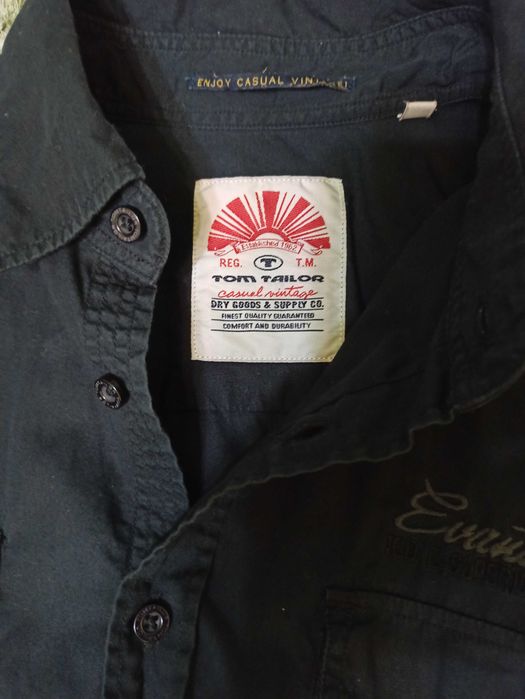 ENJOY CASUAL VINTAGE!
Established 1962
REG. T T.M.
TOM TAILOR
casual vintage
DRY GOODS & SUPPLY CO.
FINEST QUALITY GUARANTEED
COMFORT AND DURABILITY